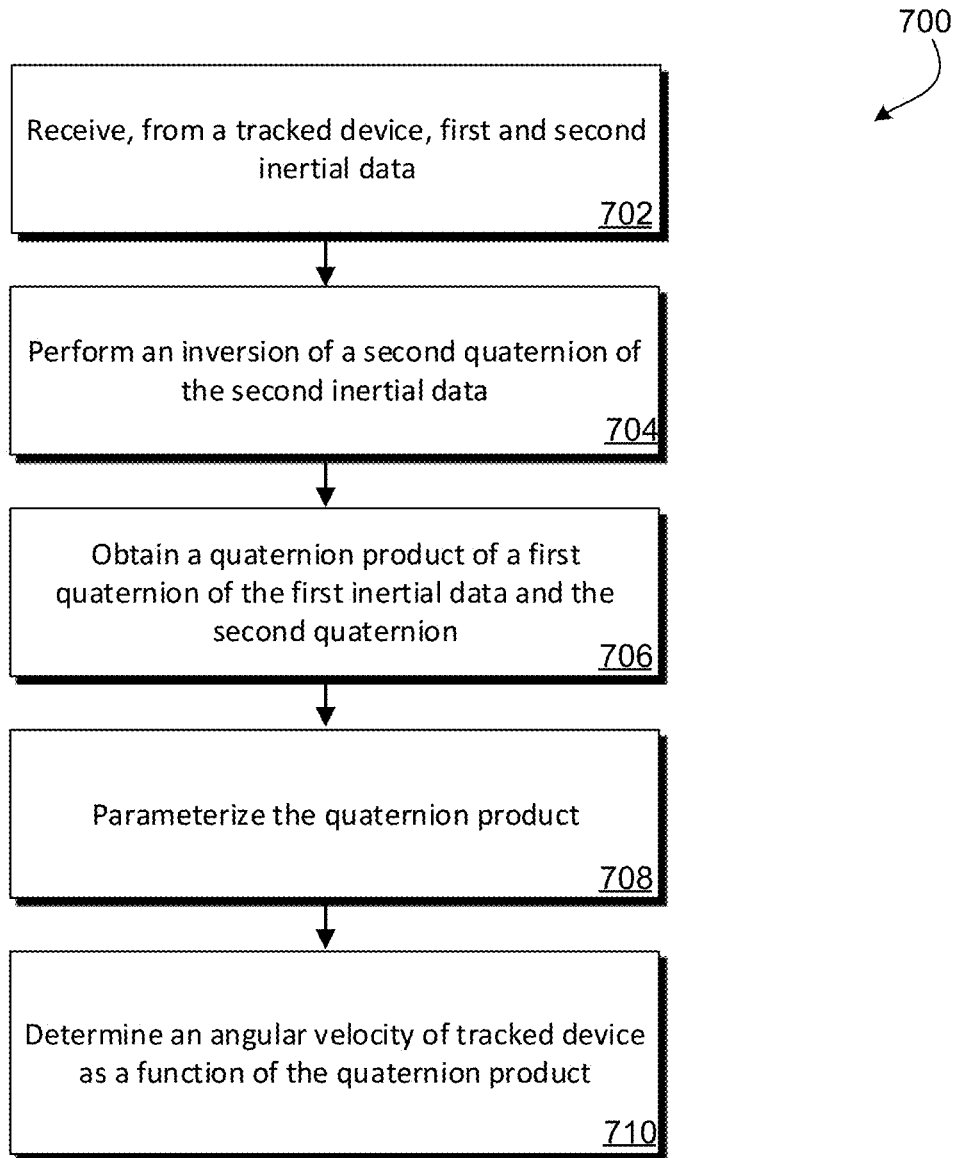 700
Receive, from a tracked device, first and second
inertial data
702
Perform an inversion of a second quaternion of
the second inertial data
704
Obtain a quaternion product of a first
quaternion of the first inertial data and the
second quaternion
706
Parameterize the quaternion product
708
Determine an angular velocity of tracked device
as a function of the quaternion product
710